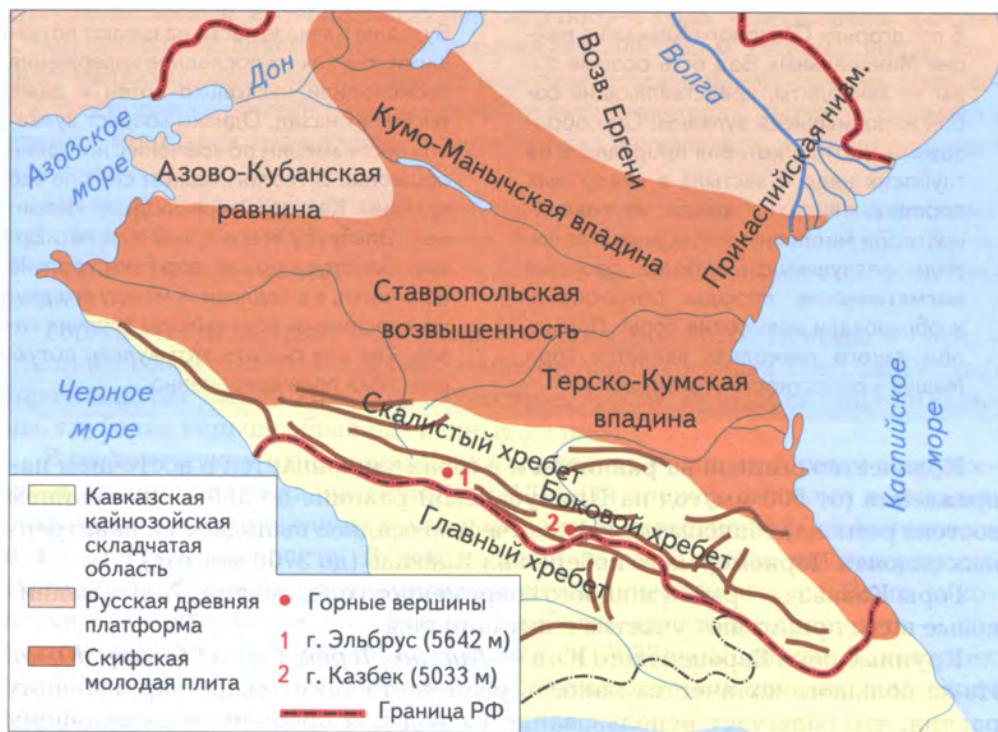 Дон
Волга
Возв. Ергени
Прикаспийская низм.
Азовское
море
Азово-Кубанская
равнина
Кумо-Манычская впадина
Ставропольская
возвышенность
Терско-Кумская
впадина
Черное
море
Каспийское
море
Скалистый хребет
Боковой хребет
Главный хребет
1
2
Кавказская
кайнозойская
складчатая
область
Русская древняя
платформа
Скифская
молодая плита
Горные вершины
1 г. Эльбрус (5642 м)
2 г. Казбек (5033 м)
Граница РФ